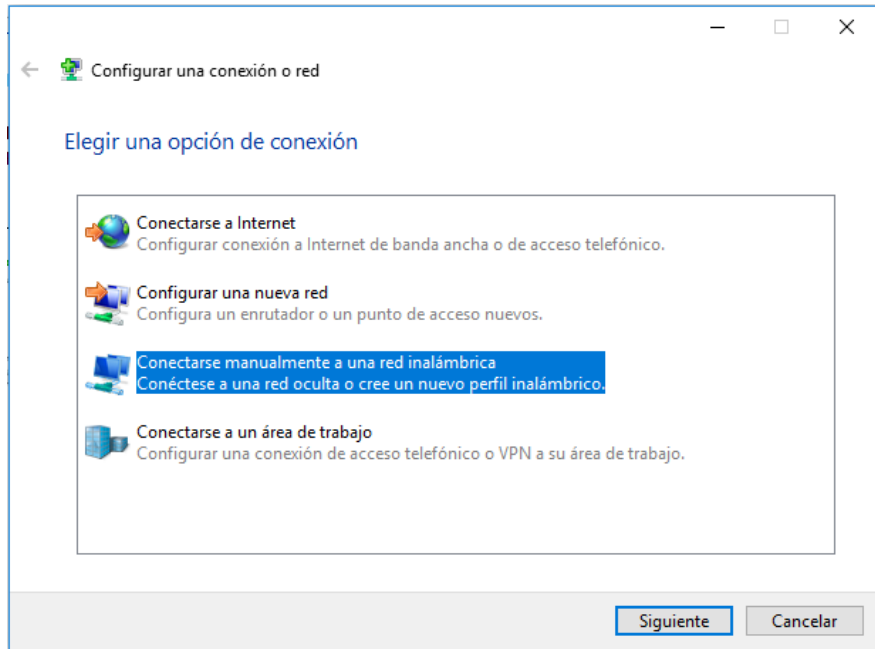 Configurar una conexión o red
Elegir una opción de conexión
Conectarse a Internet
Configurar conexión a Internet de banda ancha o de acceso telefónico.
Configurar una nueva red
Configura un enrutador o un punto de acceso nuevos.
Conectarse manualmente a una red inalámbrica
Conéctese a una red oculta o cree un nuevo perfil inalámbrico.
Conectarse a un área de trabajo
Configurar una conexión de acceso telefónico o VPN a su área de trabajo.
Siguiente
Cancelar